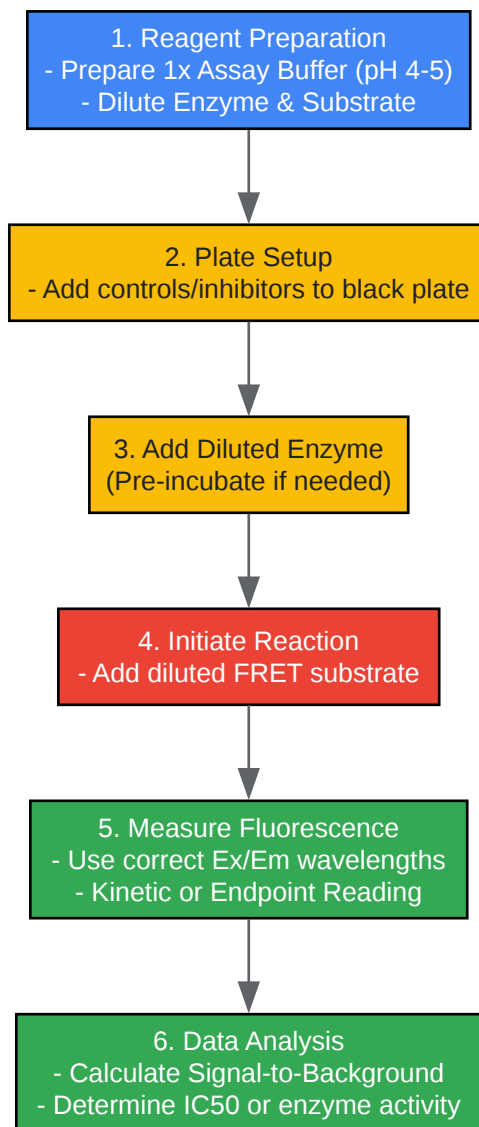 1. Reagent Preparation
- Prepare 1x Assay Buffer (pH 4-5)
- Dilute Enzyme & Substrate
2. Plate Setup
- Add controls/inhibitors to black plate
3. Add Diluted Enzyme
(Pre-incubate if needed)
4. Initiate Reaction
- Add diluted FRET substrate
5. Measure Fluorescence
- Use correct Ex/Em wavelengths
- Kinetic or Endpoint Reading
6. Data Analysis
- Calculate Signal-to-Background
- Determine IC50 or enzyme activity